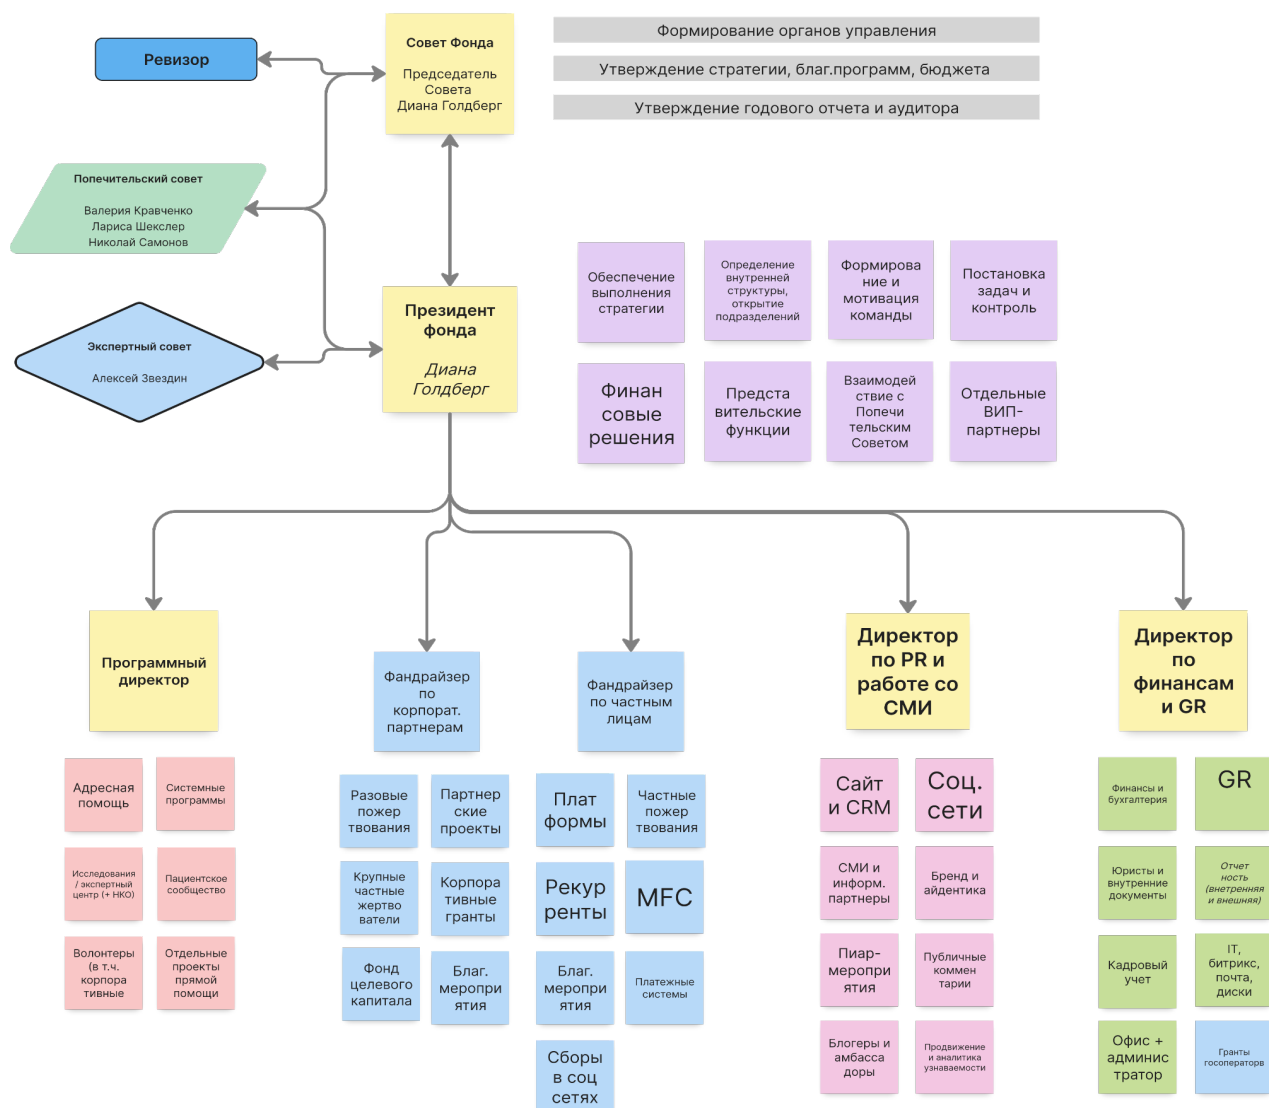 Ревизор
Совет Фонда
Председатель
Совета
Диана Голдберг
Формирование органов управления
Утверждение стратегии, благ.программ, бюджета
Утверждение годового отчета и аудитора
Попечительский совет
Валерия Кравченко
Лариса Шекслер
Николай Самонов
Экспертный совет
Алексей Звездин
Президент
фонда
Диана
Голдберг
Обеспечение
выполнения
стратегии
Определение
внутренней
структуры,
открытие
подразделений
Формирова
ние и
мотивация
команды
Постановка
задач и
контроль
Финан
совые
решения
Предста
вительские
функции
Взаимодей
ствие с
Попечи
тельским
Советом
Отдельные
ВИП-
партнеры
Программный
директор
Фандрайзер
по
корпорат.
партнерам
Фандрайзер
по частным
лицам
Директор
по PR и
работе со
СМИ
Директор
по
финансам
и GR
Адресная
помощь
Системные
программы
Исследования
/ экспертный
центр (+ НКО)
Пациентское
сообщество
Волонтеры
(в т.ч.
корпора
тивные
Отдельные
проекты
прямой
помощи
Разовые
пожер
твования
Партнер
ские
проекты
Крупные
частные
жертво
ватели
Корпора
тивные
гранты
Фонд
целевого
капитала
Благ.
меропри
ятия
Плат
формы
Частные
пожер
твования
Рекур
ренты
MFC
Благ.
меропри
ятия
Платежные
системы
Сборы
в соц
сетях
Сайт
и CRM
Соц.
сети
СМИ и
информ.
партнеры
Бренд и
айдентика
Пиар-
меропри
ятия
Публичные
коммен
тарии
Блогеры и
амбасса
доры
Продвижение
и аналитика
узнаваемости
Финансы и
бухгалтерия
GR
Юристы и
внутренние
документы
Отчет
ность
(внетренняя
и внешняя)
Кадровый
учет
IT,
битрикс,
почта,
диски
Офис +
админис
тратор
Гранты
госоператорв